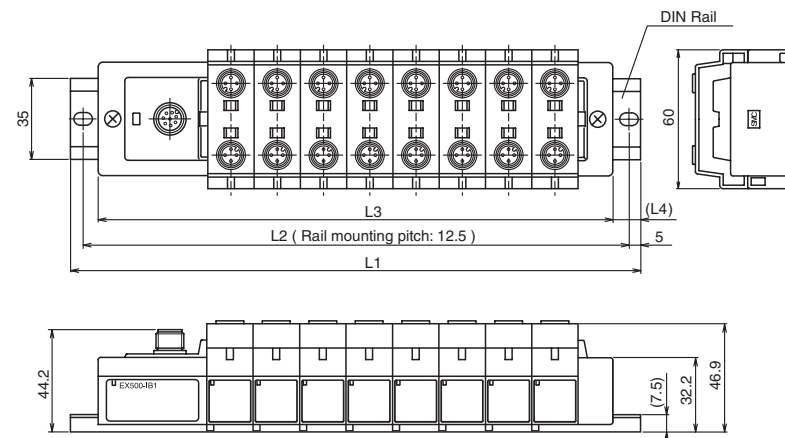 DIN Rail
35
60
SMC
L3
(L4)
L2 ( Rail mounting pitch: 12.5 )
5
L1
44.2
EX500-IB1
(7.5)
32.2
46.9